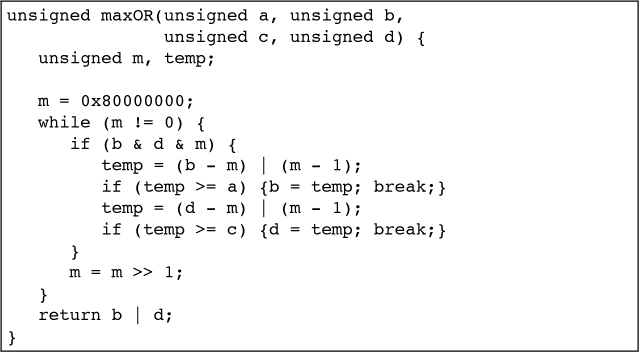 unsigned maxOR(unsigned a, unsigned b,
               unsigned c, unsigned d) {
   unsigned m, temp;

   m = 0x80000000;
   while (m != 0) {
      if (b & d & m) {
         temp = (b - m) | (m - 1);
         if (temp >= a) {b = temp; break;}
         temp = (d - m) | (m - 1);
         if (temp >= c) {d = temp; break;}
      }
      m = m >> 1;
   }
   return b | d;
}